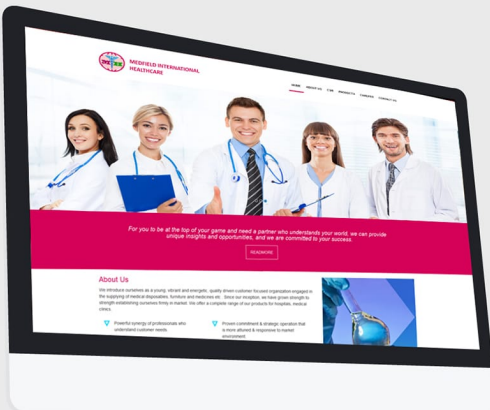 MEDFIELD INTERNATIONAL
HEALTHCARE
HOME ABOUT US CSR PRODUCTS CAREERS CONTACT US
For you to be at the top of your game and need a partner who understands your world, we can provide
unique insights and opportunities, and we are committed to your success.
READMORE
About Us
We introduce ourselves as a young, vibrant and energetic, quality driven customer focused organization engaged in
the supplying of medical disposables, furniture and medicines etc. Since our inception, we have grown strength to
strength establishing ourselves firmly in market. We offer a complete range of our products for hospitals, medical
clinics.
Powerful synergy of professionals who
understand customer needs.
Proven commitment & strategic operation that
is more attuned & responsive to market
environment